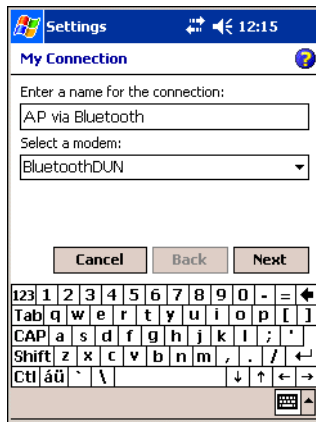 Settings 12:15
My Connection ?
Enter a name for the connection:
AP via Bluetooth
Select a modem:
BluetoothDUN
Cancel Back Next
123 1 2 3 4 5 6 7 8 9 0 - = 
Tab q w e r t y u i o p [ ]
CAP a s d f g h j k l ; '
Shift z x c v b n m , . / 
Ctl áü ` \ ↓ ↑ ← →